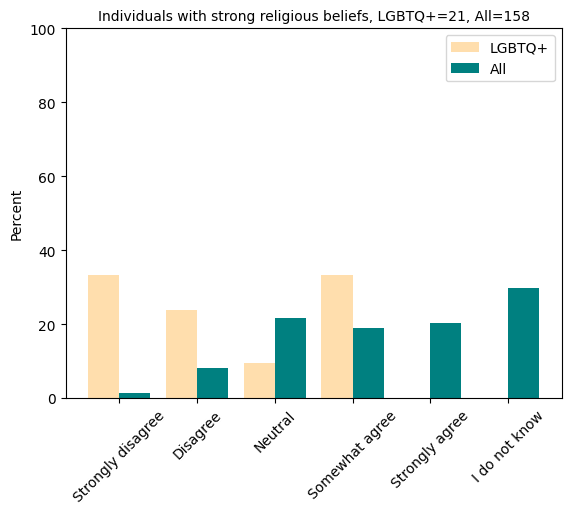 Individuals with strong religious beliefs, LGBTQ+=21, All=158
100
80
60
40
20
0
Percent
LGBTQ+
All
Strongly disagree
Disagree
Neutral
Somewhat agree
Strongly agree
I do not know